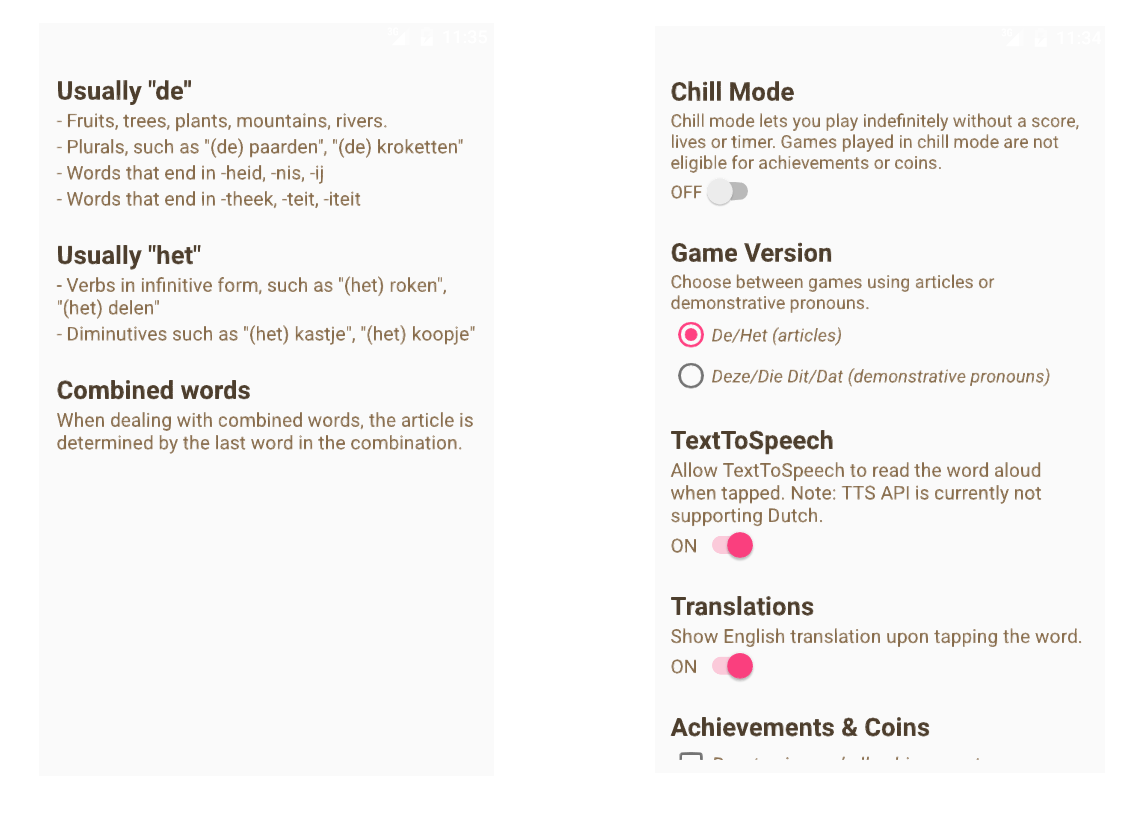 11:35
Usually "de"
- Fruits, trees, plants, mountains, rivers.
- Plurals, such as "(de) paarden", "(de) kroketten"
- Words that end in -heid, -nis, -ij
- Words that end in -theek, -teit, -iteit
Usually "het"
- Verbs in infinitive form, such as "(het) roken",
"(het) delen"
- Diminutives such as "(het) kastje", "(het) koopje"
Combined words
When dealing with combined words, the article is
determined by the last word in the combination.
11:34
Chill Mode
Chill mode lets you play indefinitely without a score,
lives or timer. Games played in chill mode are not
eligible for achievements or coins.
OFF
Game Version
Choose between games using articles or
demonstrative pronouns.
De/Het (articles)
Deze/Die Dit/Dat (demonstrative pronouns)
TextToSpeech
Allow TextToSpeech to read the word aloud
when tapped. Note: TTS API is currently not
supporting Dutch.
ON
Translations
Show English translation upon tapping the word.
ON
Achievements & Coins